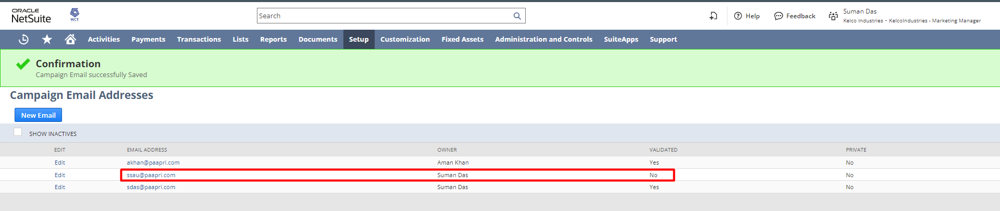 ORACLE
NetSuite
WCT
Search
Help
Feedback
Suman Das
Kelco Industries - KelcoIndustries - Marketing Manager
Activities Payments Transactions Lists Reports Documents Setup Customization Fixed Assets Administration and Controls SuiteApps Support
Confirmation
Campaign Email successfully Saved
Campaign Email Addresses
New Email
SHOW INACTIVES
EDIT EMAIL ADDRESS OWNER VALIDATED PRIVATE
Edit akhan@paapri.com Aman Khan Yes No
Edit ssau@paapri.com Suman Das No No
Edit sdas@paapri.com Suman Das Yes No